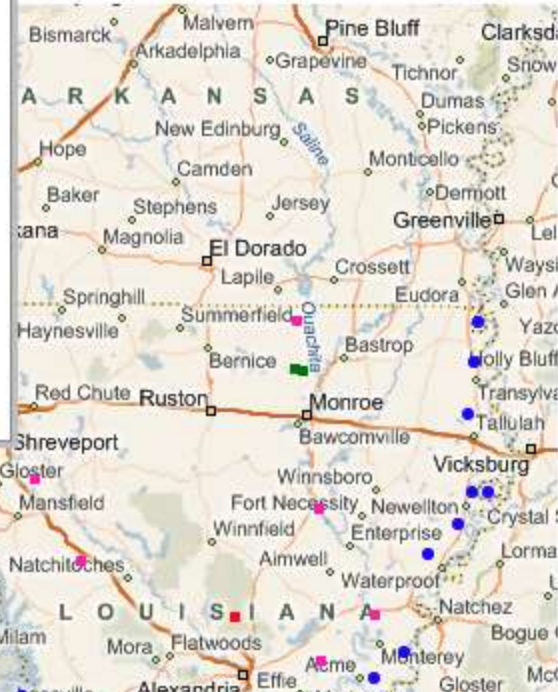 Bismarck
Malvern
Pine Bluff
Clarksda
Arkadelphia
Grapevine
Tichnor
Snow
ARKANSAS
Dumas
Pickens
New Edinburg
Saline
Hope
Camden
Monticello
Baker
Stephens
Jersey
Dermott
Greenville
kana
Magnolia
Lel
El Dorado
Waysi
Lapile
Crossett
Springhill
Eudora
Glen A
Summerfield
Ouachita
Haynesville
Yazo
Bernice
Bastrop
Holly Bluff
Red Chute
Ruston
Monroe
Transylva
Bawcomville
Tallulah
Shreveport
Gloster
Winnsboro
Vicksburg
Mansfield
Fort Necessity
Newellton
Crystal S
Winnfield
Enterprise
Natchitoches
Aimwell
Lorma
Waterproof
LOUISIANA
Natchez
Milam
Mora
Flatwoods
Bogue
Acme
Monterey
Alexandria
Effie
Gloster